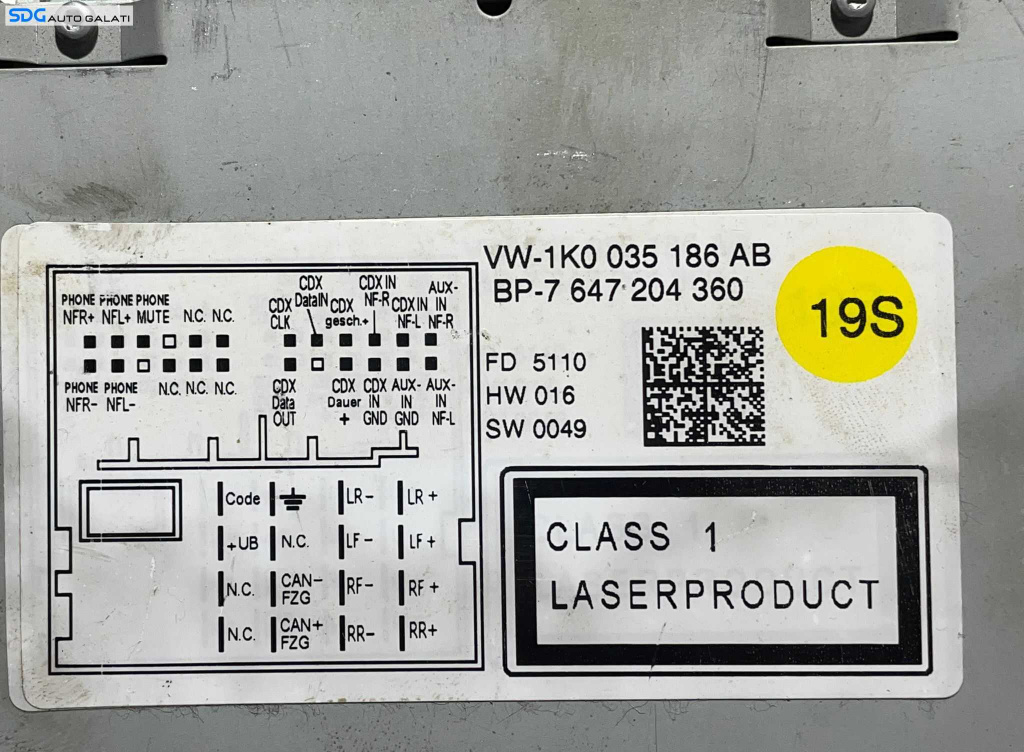 SDG AUTO GALATI
VW-1K0 035 186 AB
BP-7 647 204 360
19S
FD 5110
HW 016
SW 0049
PHONE PHONE PHONE
NFR+ NFL+ MUTE N.C. N.C.
CDX CLK
CDX DataIN
CDX gesch.+
CDX IN NF-R
CDX IN NF-L
AUX-IN NF-R
PHONE PHONE
NFR- NFL-
N.C. N.C. N.C.
CDX Data OUT
CDX Dauer +
CDX IN GND
AUX-IN GND
AUX-IN NF-L
Code LR- LR+
+UB N.C. LF- LF+
N.C. CAN- FZG RF- RF+
N.C. CAN+ FZG RR- RR+
CLASS 1
LASERPRODUCT